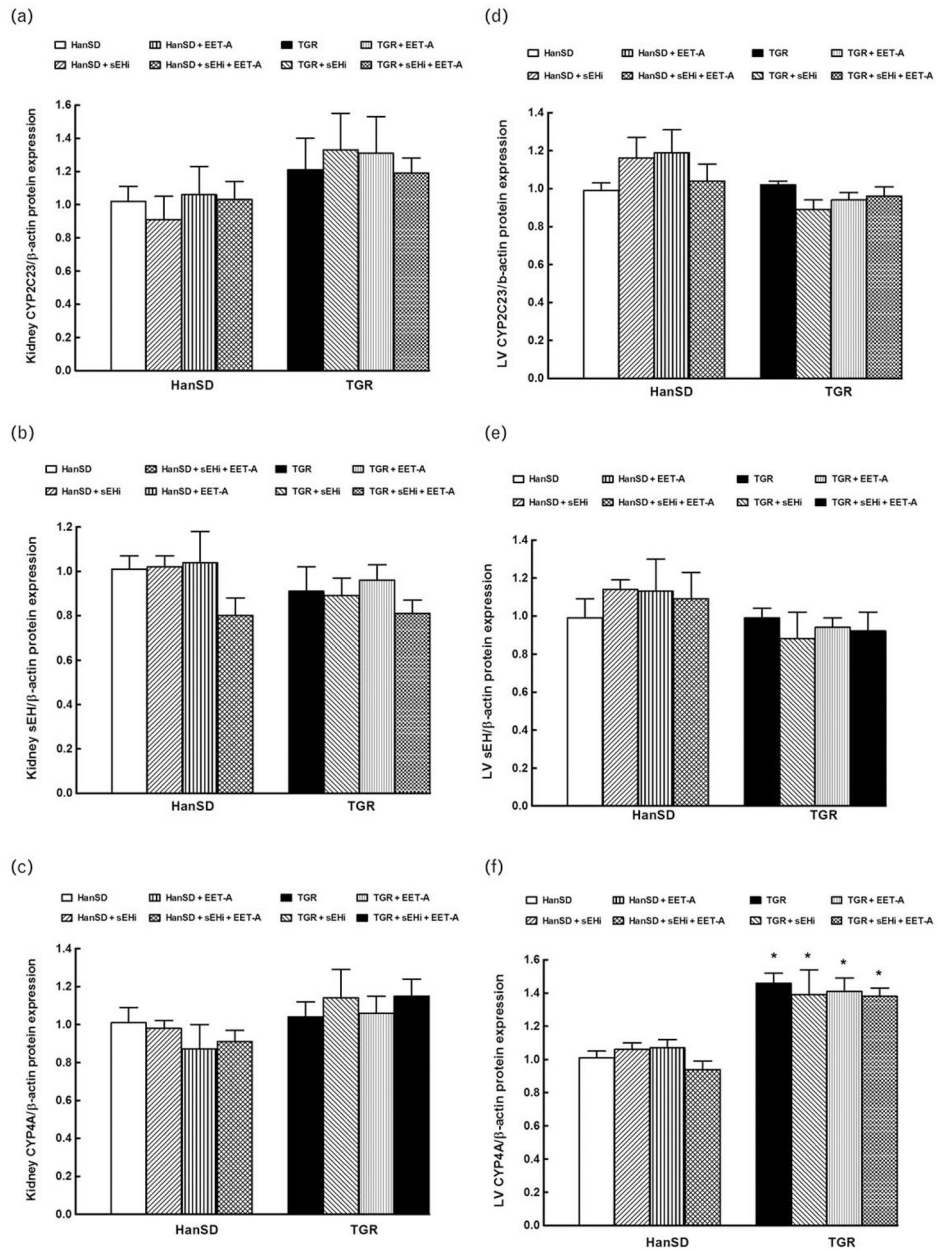 (a)
HanSD HanSD + EET-A TGR TGR + EET-A
HanSD + sEHi HanSD + sEHi + EET-A TGR + sEHi TGR + sEHi + EET-A
Kidney CYP2C23/β-actin protein expression
1.6
1.4
1.2
1.0
0.8
0.6
0.4
0.2
0.0
HanSD TGR
(b)
HanSD HanSD + sEHi + EET-A TGR TGR + EET-A
HanSD + sEHi HanSD + EET-A TGR + sEHi TGR + sEHi + EET-A
Kidney sEH/β-actin protein expression
1.2
1.0
0.8
0.6
0.4
0.2
0.0
HanSD TGR
(c)
HanSD HanSD + EET-A TGR TGR + EET-A
HanSD + sEHi HanSD + sEHi + EET-A TGR + sEHi TGR + sEHi + EET-A
Kidney CYP4A/β-actin protein expression
1.4
1.2
1.0
0.8
0.6
0.4
0.2
0.0
HanSD TGR
(d)
HanSD HanSD + EET-A TGR TGR + EET-A
HanSD + sEHi HanSD + sEHi + EET-A TGR + sEHi TGR + sEHi + EET-A
LV CYP2C23/b-actin protein expression
1.4
1.2
1.0
0.8
0.6
0.4
0.2
0.0
HanSD TGR
(e)
HanSD HanSD + EET-A TGR TGR + EET-A
HanSD + sEHi HanSD + sEHi + EET-A TGR + sEHi TGR + sEHi + EET-A
LV sEH/β-actin protein expression
1.4
1.2
1.0
0.8
0.6
0.4
0.2
0.0
HanSD TGR
(f)
HanSD HanSD + EET-A TGR TGR + EET-A
HanSD + sEHi HanSD + sEHi + EET-A TGR + sEHi TGR + sEHi + EET-A
LV CYP4A/β-actin protein expression
1.6
1.4
1.2
1.0
0.8
0.6
0.4
0.2
0.0
* * * *
HanSD TGR